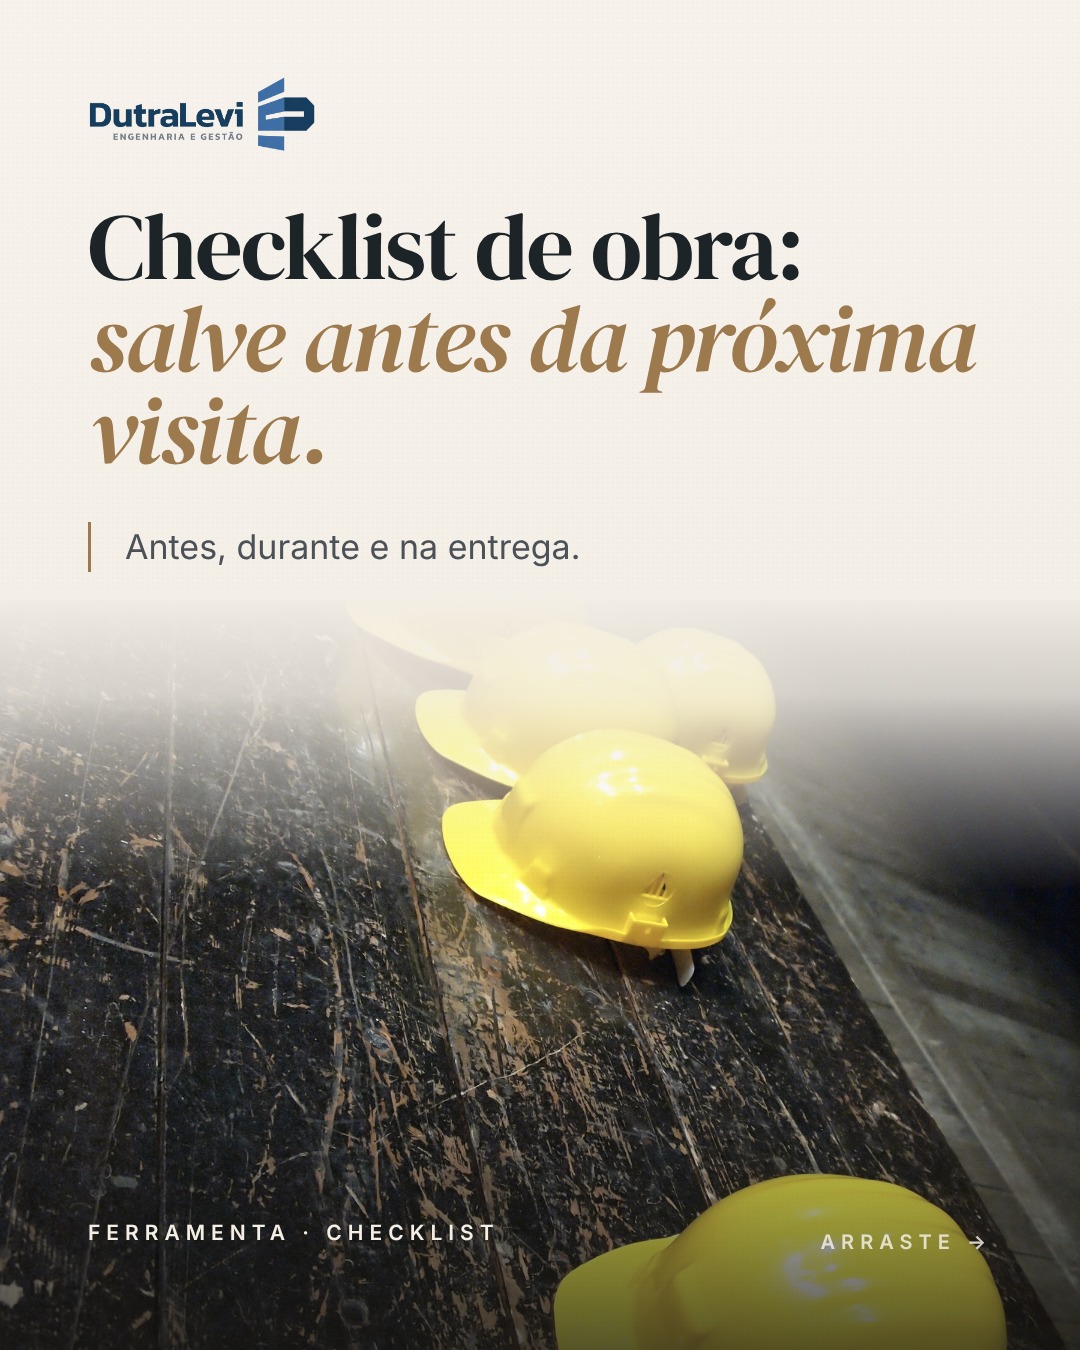 DutraLevi
ENGENHARIA E GESTÃO
Checklist de obra:
salve antes da próxima
visita.
Antes, durante e na entrega.
FERRAMENTA · CHECKLIST
ARRASTE →